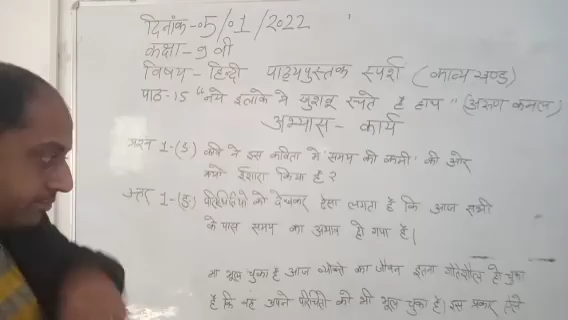 दिनांक-05/01/2022
कक्षा-9 वी
विषय-हिन्दी पाठ्यपुस्तक स्पर्श (काव्य खण्ड)
पाठ-15 "नये इलाके में खुशबू रचते है हाथ" (अरुण कमल)
अभ्यास-कार्य
प्रश्न 1-(ङ) कवि ने इस कविता में 'समय की कमी' की ओर
क्यों ईशारा किया है ?
उत्तर 1-(ङ) परिस्थितियों को देखकर ऐसा लगता है कि आज सभी
के पास समय का अभाव हो गया है।
भूल चुका है आज व्यक्ति का जीवन इतना गतिशील हो चुका
है कि वह अपने परिचितों को भी भूल चुका है। इस प्रकार